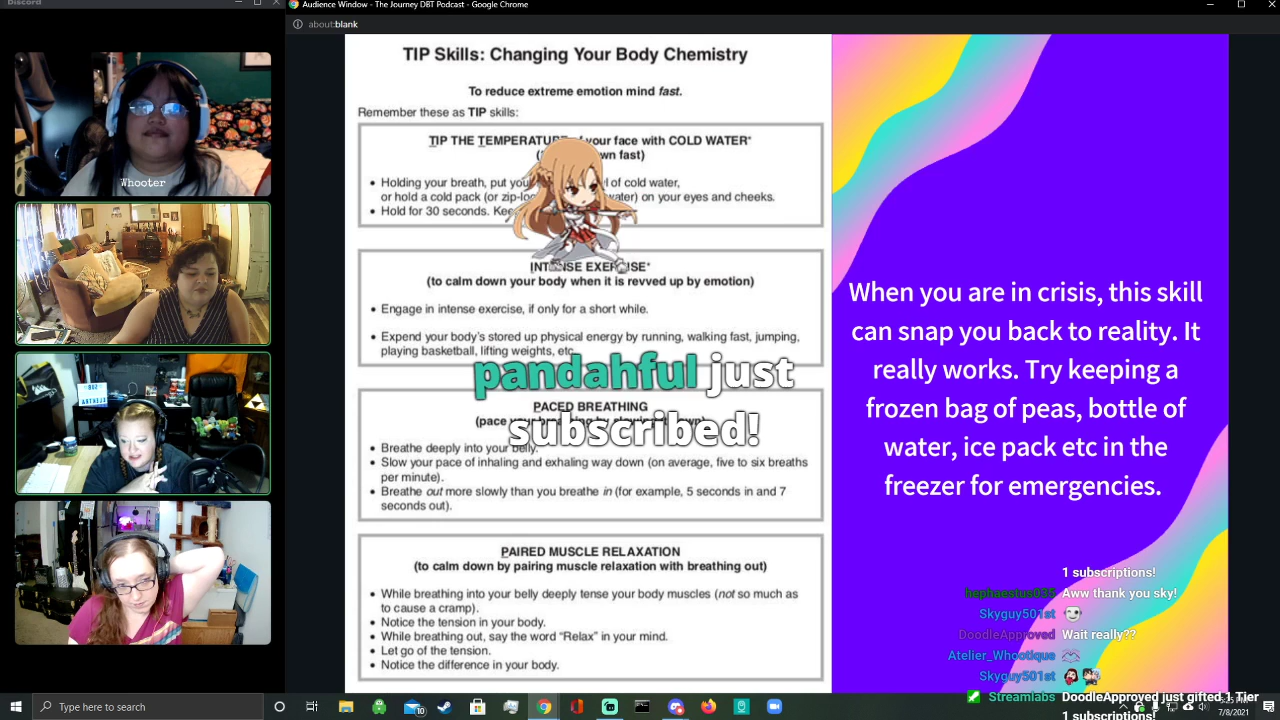 Discord
Audience Window - The Journey DBT Podcast - Google Chrome
about:blank
Whooter
TIP Skills: Changing Your Body Chemistry
To reduce extreme emotion mind fast.
Remember these as TIP skills:
TIP THE TEMPERATURE of your face with COLD WATER*
wn fast)
• Holding your breath, put you of cold water,
or hold a cold pack (or zip-lo water) on your eyes and cheeks.
• Hold for 30 seconds. Kee
INTENSE EXERCISE*
(to calm down your body when it is revved up by emotion)
• Engage in intense exercise, if only for a short while.
• Expend your body's stored up physical energy by running, walking fast, jumping,
playing basketball, lifting weights, etc.
pandahful just
subscribed!
PACED BREATHING
(pace your breathing by slowing it down)
• Breathe deeply into your belly.
• Slow your pace of inhaling and exhaling way down (on average, five to six breaths
per minute).
• Breathe out more slowly than you breathe in (for example, 5 seconds in and 7
seconds out).
PAIRED MUSCLE RELAXATION
(to calm down by pairing muscle relaxation with breathing out)
• While breathing into your belly deeply tense your body muscles (not so much as
to cause a cramp).
• Notice the tension in your body.
• While breathing out, say the word “Relax” in your mind.
• Let go of the tension.
• Notice the difference in your body.
When you are in crisis, this skill
can snap you back to reality. It
really works. Try keeping a
frozen bag of peas, bottle of
water, ice pack etc in the
freezer for emergencies.
1 subscriptions!
hephaestus035 Aww thank you sky!
Skyguy501st
DoodleApproved Wait really??
Atelier_Whootique
Skyguy501st
Streamlabs DoodleApproved just gifted 1 Tier
1 subscriptions!
Type here to search
7/8/2021